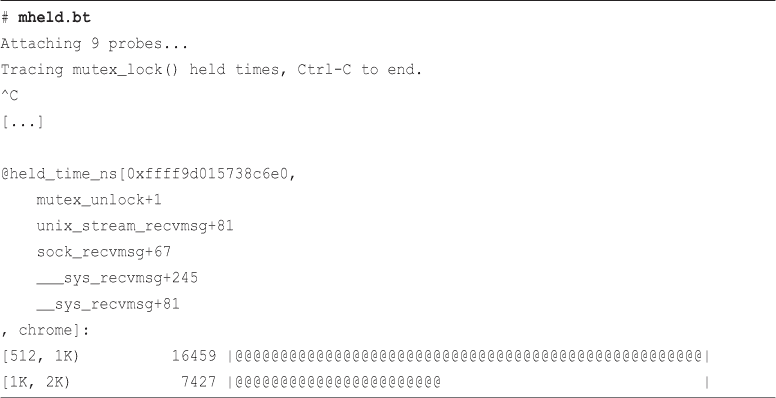 # mheld.bt
Attaching 9 probes...
Tracing mutex_lock() held times, Ctrl-C to end.
^C
[...]
@held_time_ns[0xffff9d015738c6e0,
    mutex_unlock+1
    unix_stream_recvmsg+81
    sock_recvmsg+67
    ___sys_recvmsg+245
    __sys_recvmsg+81
, chrome]:
[512, 1K)          16459 |@@@@@@@@@@@@@@@@@@@@@@@@@@@@@@@@@@@@@@@@@@@@@@@@@@@@|
[1K, 2K)            7427 |@@@@@@@@@@@@@@@@@@@@@@@                             |